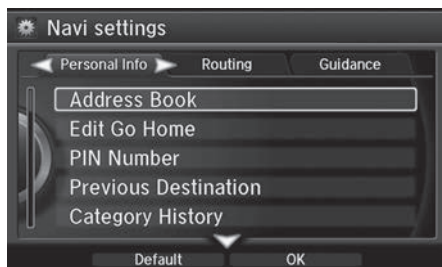 Navi settings
Personal Info Routing Guidance
Address Book
Edit Go Home
PIN Number
Previous Destination
Category History
Default OK